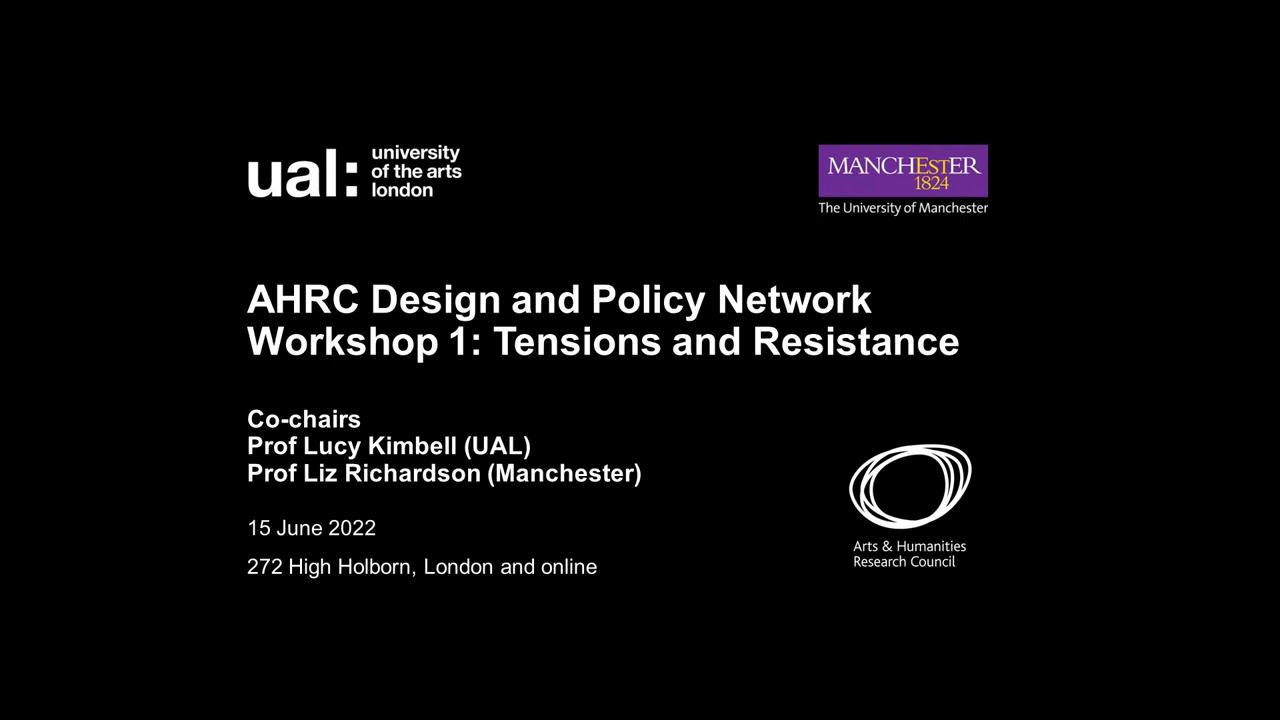 ual:
university
of the arts
london
MANCHESTER
1824
The University of Manchester
AHRC Design and Policy Network
Workshop 1: Tensions and Resistance
Co-chairs
Prof Lucy Kimbell (UAL)
Prof Liz Richardson (Manchester)
15 June 2022
272 High Holborn, London and online
Arts & Humanities
Research Council